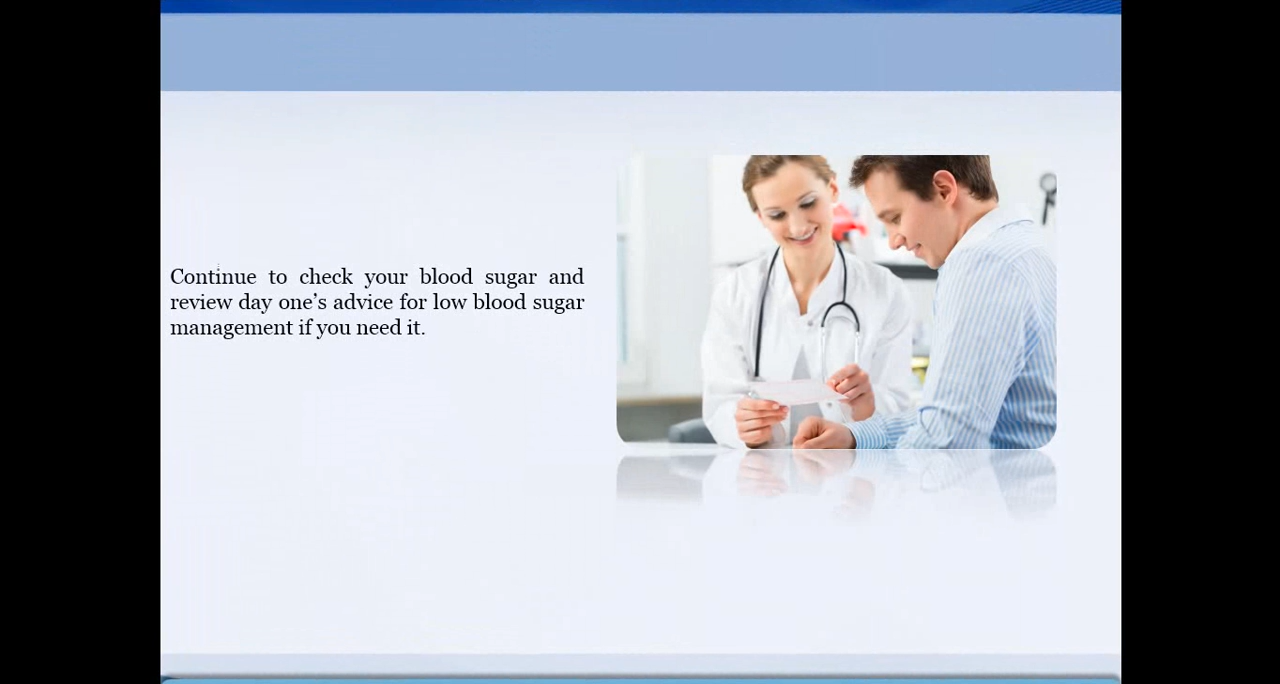 Continue to check your blood sugar and
review day one’s advice for low blood sugar
management if you need it.